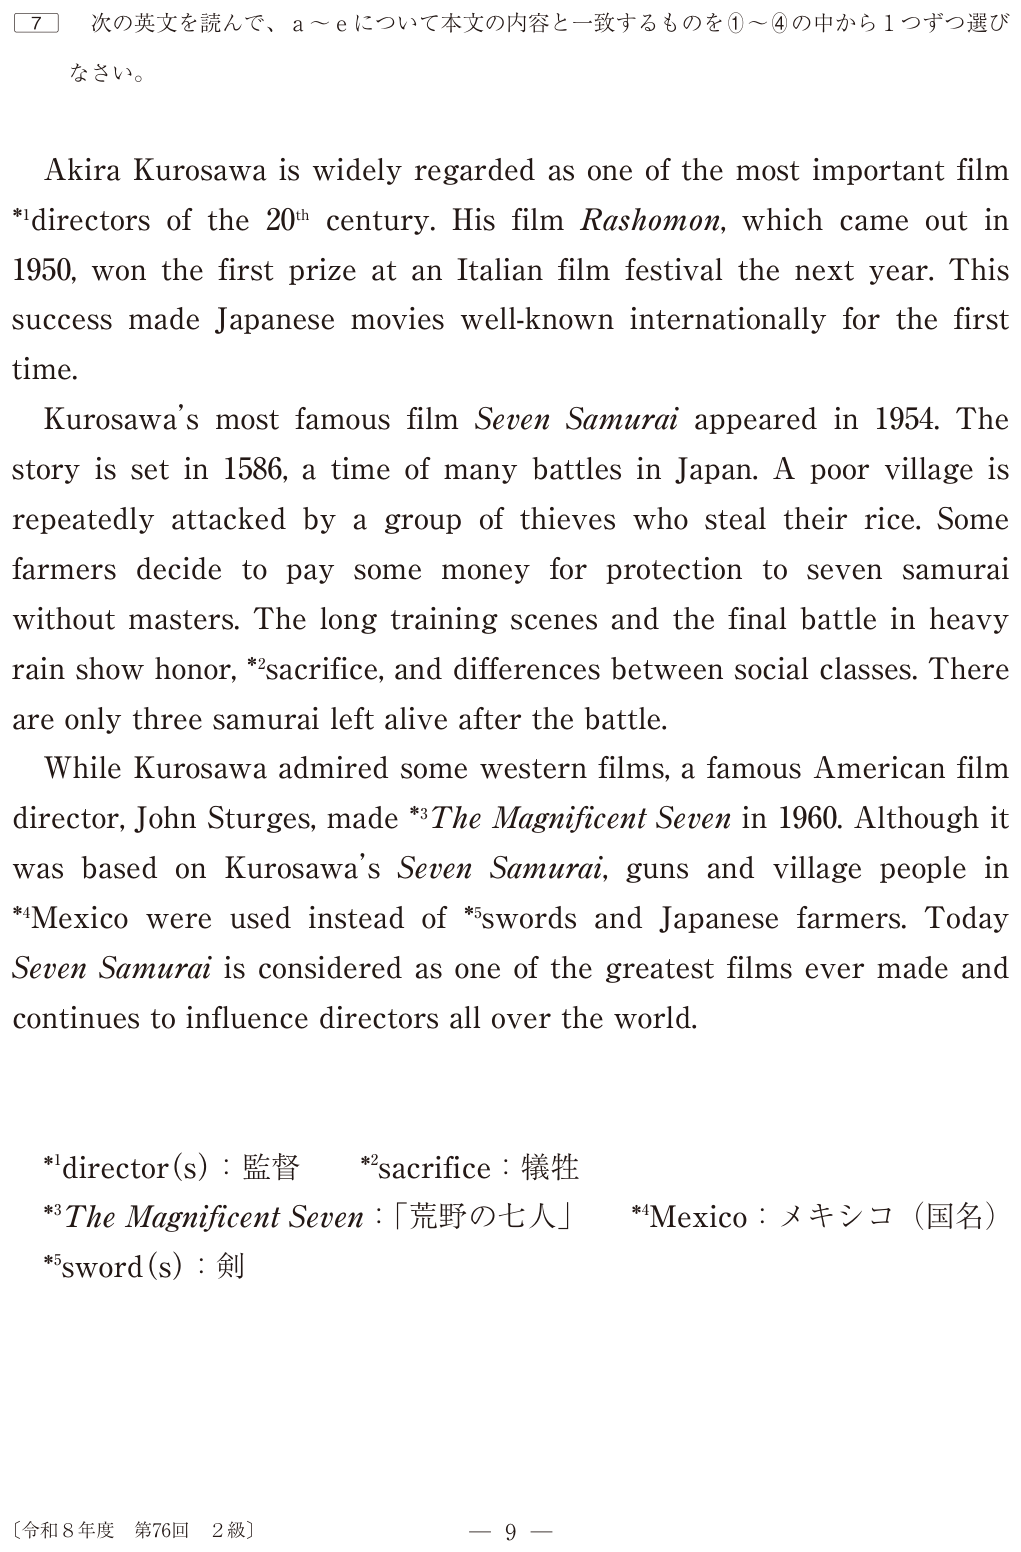 7 次の英文を読んで、a～eについて本文の内容と一致するものを①～④の中から１つずつ選び
なさい。
Akira Kurosawa is widely regarded as one of the most important film
*1directors of the 20th century. His film Rashomon, which came out in
1950, won the first prize at an Italian film festival the next year. This
success made Japanese movies well-known internationally for the first
time.
Kurosawa's most famous film Seven Samurai appeared in 1954. The
story is set in 1586, a time of many battles in Japan. A poor village is
repeatedly attacked by a group of thieves who steal their rice. Some
farmers decide to pay some money for protection to seven samurai
without masters. The long training scenes and the final battle in heavy
rain show honor, *2sacrifice, and differences between social classes. There
are only three samurai left alive after the battle.
While Kurosawa admired some western films, a famous American film
director, John Sturges, made *3The Magnificent Seven in 1960. Although it
was based on Kurosawa's Seven Samurai, guns and village people in
*4Mexico were used instead of *5swords and Japanese farmers. Today
Seven Samurai is considered as one of the greatest films ever made and
continues to influence directors all over the world.
*1director(s)：監督 *2sacrifice：犠牲
*3The Magnificent Seven：「荒野の七人」 *4Mexico：メキシコ（国名）
*5sword(s)：剣
〔令和８年度 第76回 ２級〕 ― 9 ―